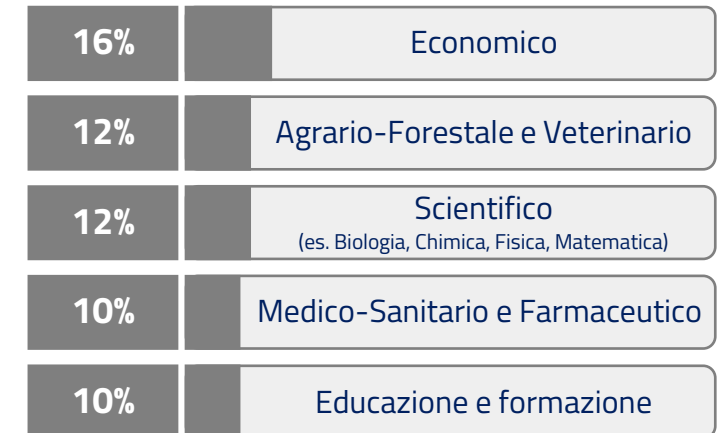 16% Economico
12% Agrario-Forestale e Veterinario
12% Scientifico
(es. Biologia, Chimica, Fisica, Matematica)
10% Medico-Sanitario e Farmaceutico
10% Educazione e formazione